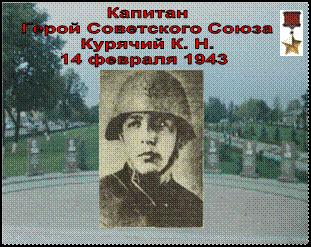 Капитан
Герой Советского Союза
Курячий К. Н.
14 февраля 1943